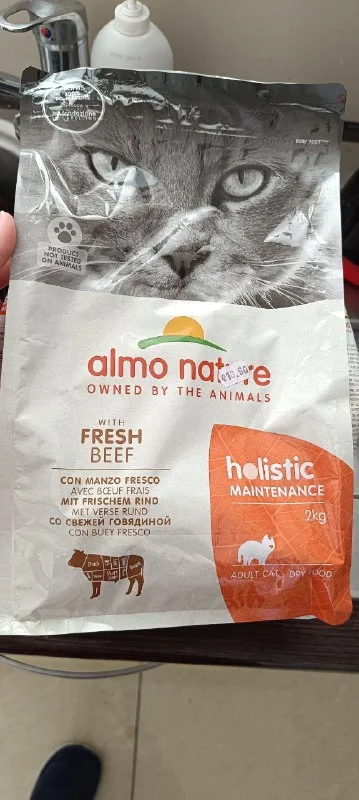 PRODUCT
NOT TESTED
ON ANIMALS
almo nature
OWNED BY THE ANIMALS
WITH
FRESH
BEEF
CON MANZO FRESCO
AVEC BŒUF FRAIS
MIT FRISCHEM RIND
MET VERSE RUND
СО СВЕЖЕЙ ГОВЯДИНОЙ
CON BUEY FRESCO
holistic
MAINTENANCE
2kg
ADULT CAT - DRY FOOD